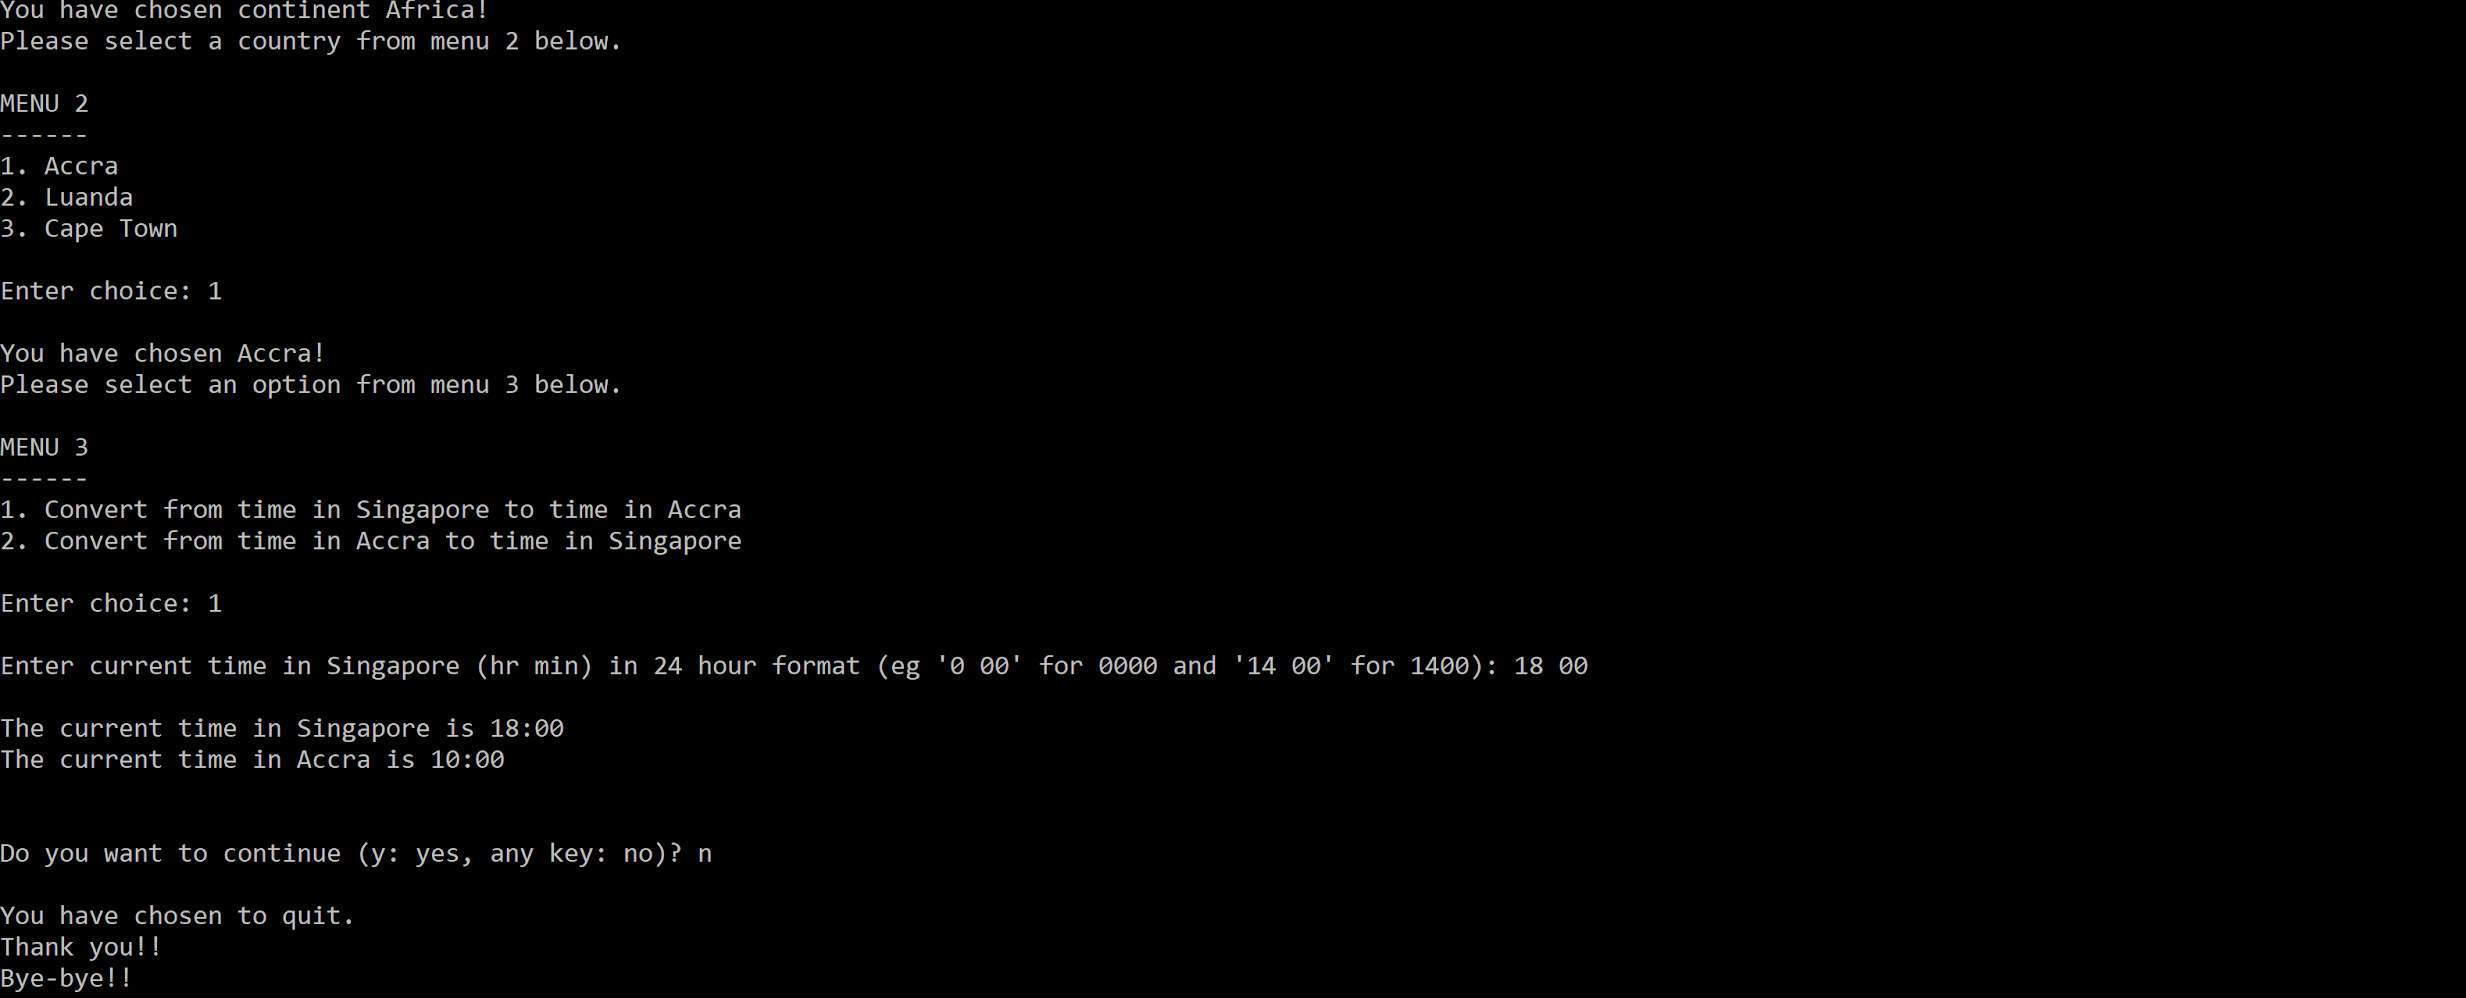 You have chosen continent Africa!
Please select a country from menu 2 below.
MENU 2
------
1. Accra
2. Luanda
3. Cape Town
Enter choice: 1
You have chosen Accra!
Please select an option from menu 3 below.
MENU 3
------
1. Convert from time in Singapore to time in Accra
2. Convert from time in Accra to time in Singapore
Enter choice: 1
Enter current time in Singapore (hr min) in 24 hour format (eg '0 00' for 0000 and '14 00' for 1400): 18 00
The current time in Singapore is 18:00
The current time in Accra is 10:00
Do you want to continue (y: yes, any key: no)? n
You have chosen to quit.
Thank you!!
Bye-bye!!